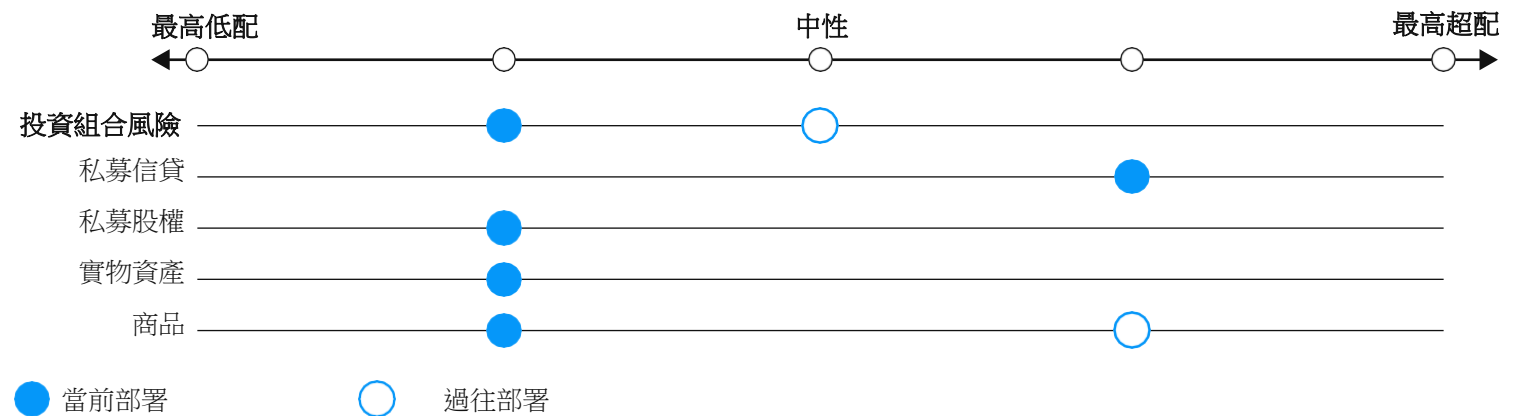 最高低配 中性 最高超配
投資組合風險
私募信貸
私募股權
實物資產
商品
當前部署 過往部署